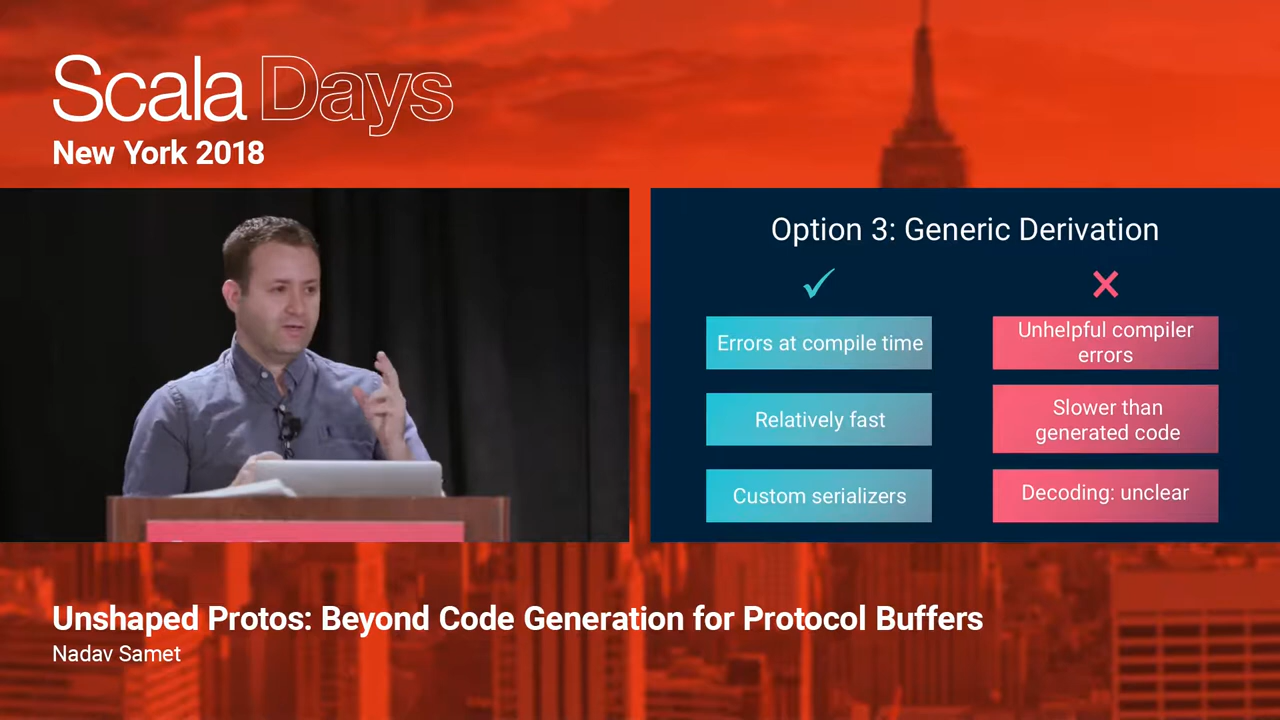 Scala Days
New York 2018
Option 3: Generic Derivation
Errors at compile time
Unhelpful compiler
errors
Relatively fast
Slower than
generated code
Custom serializers
Decoding: unclear
Unshaped Protos: Beyond Code Generation for Protocol Buffers
Nadav Samet